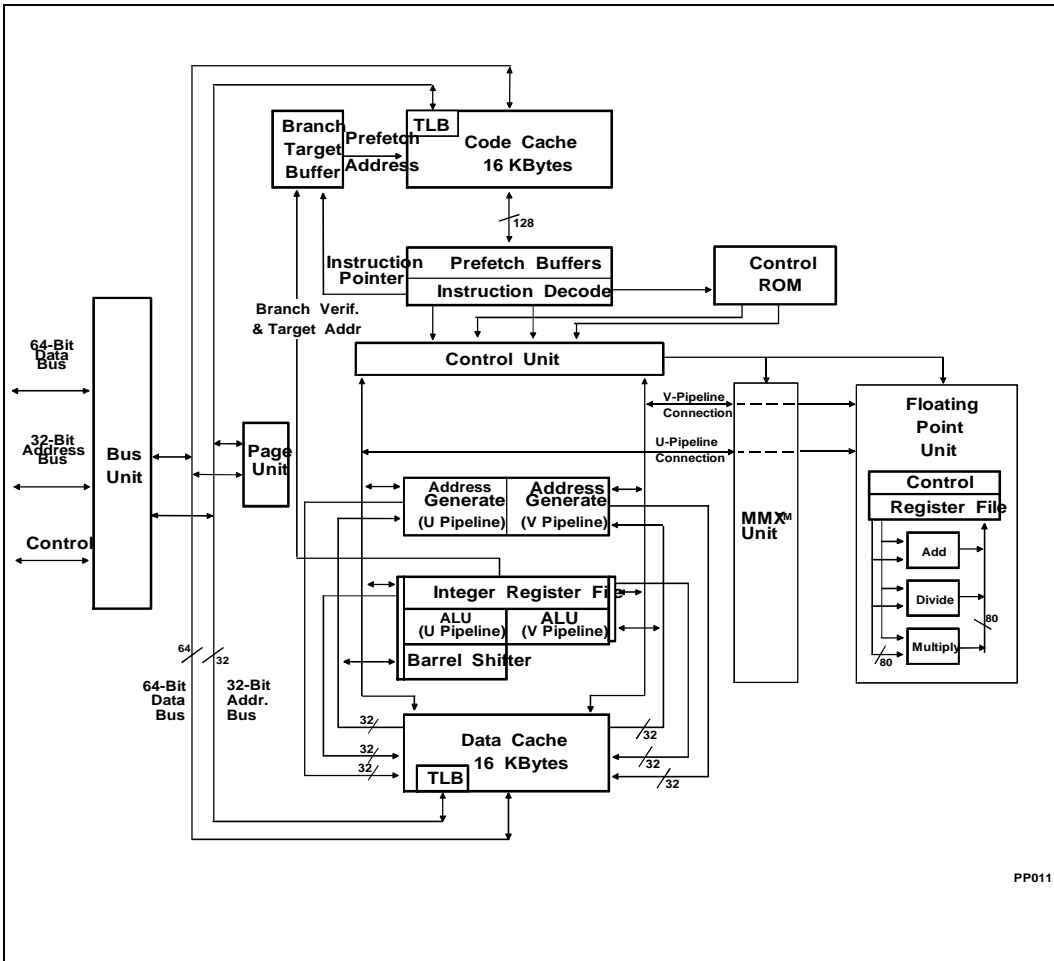 TLB
Code Cache
16 KBytes
Branch
Target
Buffer
Prefetch
Address
128
Instruction
Pointer
Prefetch Buffers
Instruction Decode
Control
ROM
Branch Verif.
& Target Addr
Control Unit
64-Bit
Data
Bus
32-Bit
Address
Bus
Control
Bus
Unit
Page
Unit
V-Pipeline
Connection
U-Pipeline
Connection
MMX™
Unit
Floating
Point
Unit
Control
Register File
Add
Divide
Multiply
80
80
Address
Generate
(U Pipeline)
Address
Generate
(V Pipeline)
Integer Register File
ALU
(U Pipeline)
ALU
(V Pipeline)
Barrel Shifter
64
32
64-Bit
Data
Bus
32-Bit
Addr.
Bus
32
32
32
32
32
32
Data Cache
16 KBytes
TLB
PP011